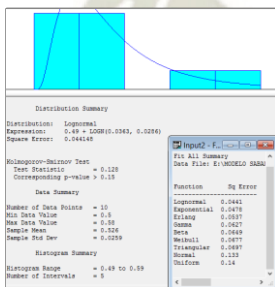 Distribution Summary
Distribution: Lognormal
Expression: 0.49 + LOGN(0.0363, 0.0286)
Square Error: 0.044148
Kolmogorov-Smirnov Test
Test Statistic = 0.128
Corresponding p-value > 0.15
Data Summary
Number of Data Points = 10
Min Data Value = 0.5
Max Data Value = 0.58
Sample Mean = 0.526
Sample Std Dev = 0.0259
Histogram Summary
Histogram Range = 0.49 to 0.59
Number of Intervals = 5
Input2 - F...
Fit All Summary
Data File: E:\MODELO SABA
Function Sq Error
Lognormal 0.0441
Exponential 0.0478
Erlang 0.0537
Gamma 0.0627
Beta 0.0649
Weibull 0.0677
Triangular 0.0897
Normal 0.133
Uniform 0.14